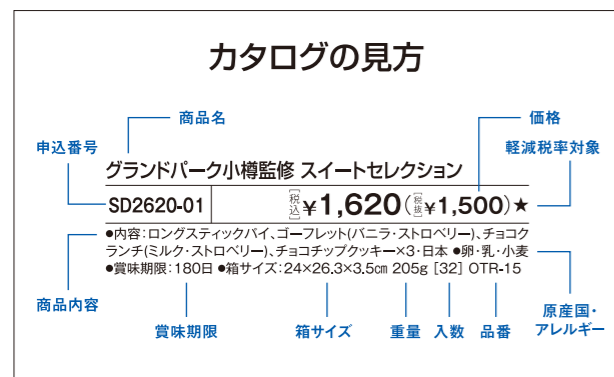 カタログの見方
商品名
価格
申込番号
軽減税率対象
グランドパーク小樽監修 スイートセレクション
SD2620-01 [税込]¥1,620([税抜]¥1,500)★
●内容:ロングスティックパイ、ゴーフレット(バニラ・ストロベリー)、チョコク
ランチ(ミルク・ストロベリー)、チョコチップクッキー×3・日本 ●卵・乳・小麦
●賞味期限:180日 ●箱サイズ:24×26.3×3.5㎝ 205g [32] OTR-15
商品内容
賞味期限
箱サイズ
重量
入数
品番
原産国・
アレルギー